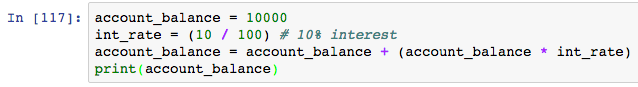 In [117]: account_balance = 10000
int_rate = (10 / 100) # 10% interest
account_balance = account_balance + (account_balance * int_rate)
print(account_balance)